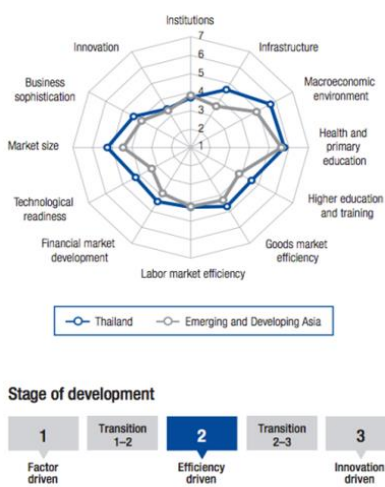 Institutions
7
6
5
4
3
2
1
Innovation
Infrastructure
Business
sophistication
Macroeconomic
environment
Market size
Health and
primary
education
Technological
readiness
Higher education
and training
Financial market
development
Goods market
efficiency
Labor market efficiency
Thailand
Emerging and Developing Asia
Stage of development
1
Transition
1–2
2
Transition
2–3
3
Factor
driven
Efficiency
driven
Innovation
driven